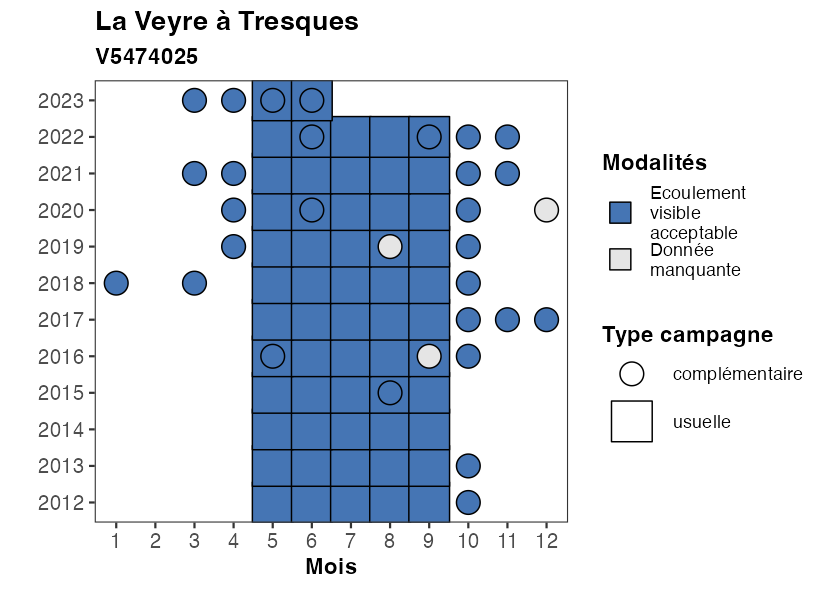 La Veyre à Tresques
V5474025
2023
2022
2021
2020
2019
2018
2017
2016
2015
2014
2013
2012
1 2 3 4 5 6 7 8 9 10 11 12
Mois
Modalités
Ecoulement
visible
acceptable
Donnée
manquante
Type campagne
complémentaire
usuelle